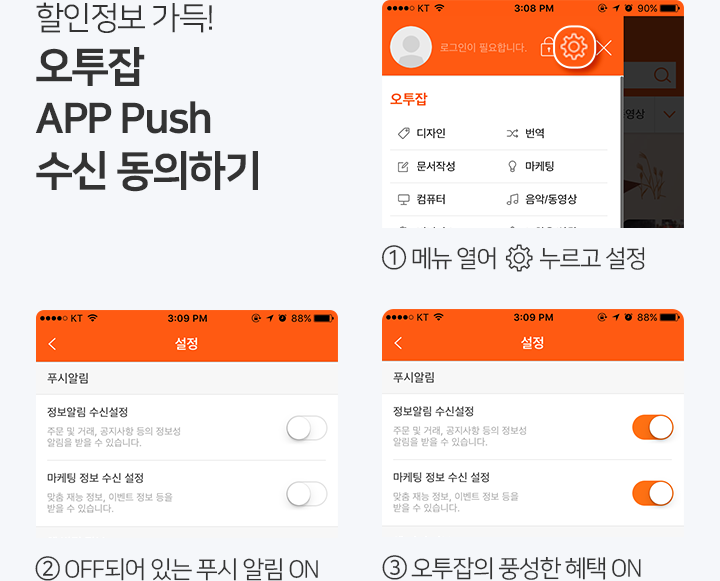 할인정보 가득!
오투잡
APP Push
수신 동의하기
KT 3:08 PM 90%
로그인이 필요합니다.
오투잡
디자인 번역
문서작성 마케팅
컴퓨터 음악/동영상
영상
① 메뉴 열어 누르고 설정
KT 3:09 PM 88%
설정
푸시알림
정보알림 수신설정
주문 및 거래, 공지사항 등의 정보성
알림을 받을 수 있습니다.
마케팅 정보 수신 설정
맞춤 재능 정보, 이벤트 정보 등을
받을 수 있습니다.
② OFF되어 있는 푸시 알림 ON
KT 3:09 PM 88%
설정
푸시알림
정보알림 수신설정
주문 및 거래, 공지사항 등의 정보성
알림을 받을 수 있습니다.
마케팅 정보 수신 설정
맞춤 재능 정보, 이벤트 정보 등을
받을 수 있습니다.
③ 오투잡의 풍성한 혜택 ON